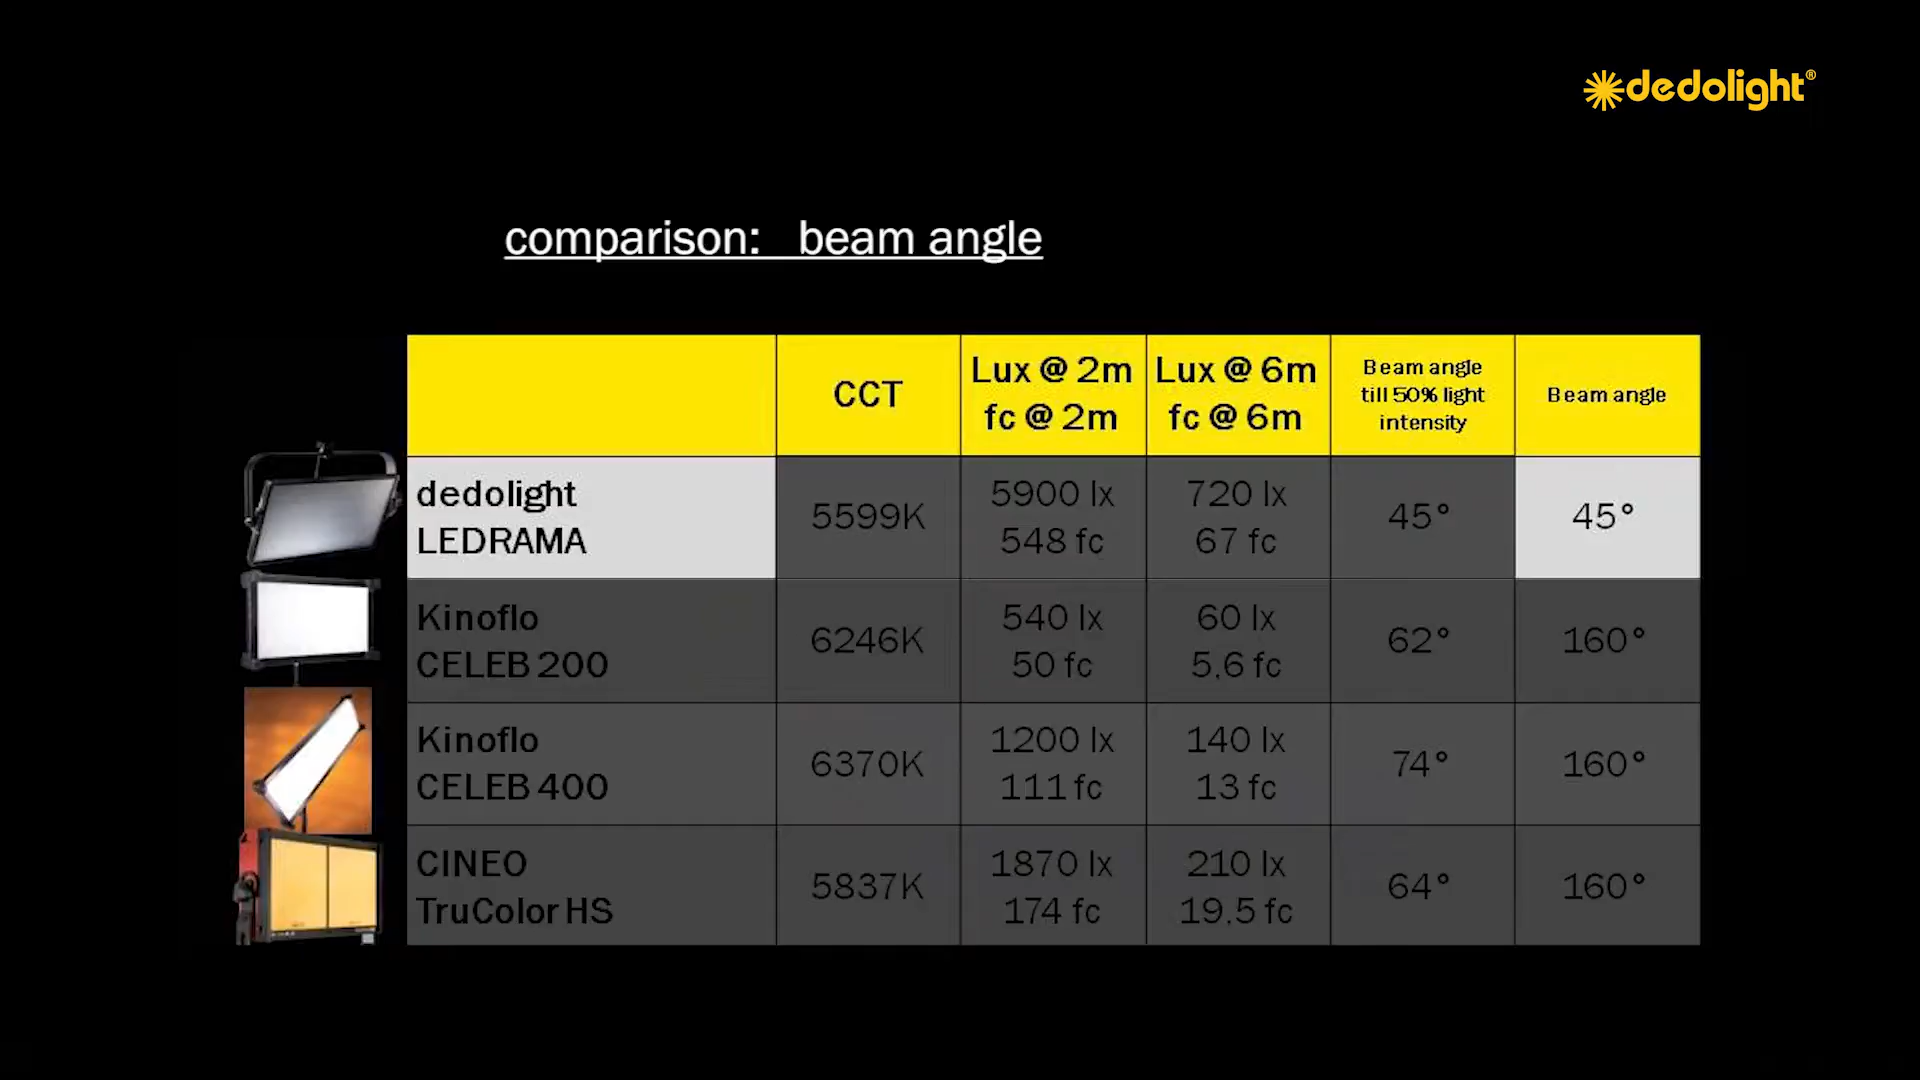 dedolight®
comparison: beam angle
CCT
Lux @ 2m
fc @ 2m
Lux @ 6m
fc @ 6m
Beam angle
till 50% light
intensity
Beam angle
dedolight
LEDRAMA
5599K
5900 lx
548 fc
720 lx
67 fc
45°
45°
Kinoflo
CELEB 200
6246K
540 lx
50 fc
60 lx
5,6 fc
62°
160°
Kinoflo
CELEB 400
6370K
1200 lx
111 fc
140 lx
13 fc
74°
160°
CINEO
TruColor HS
5837K
1870 lx
174 fc
210 lx
19,5 fc
64°
160°